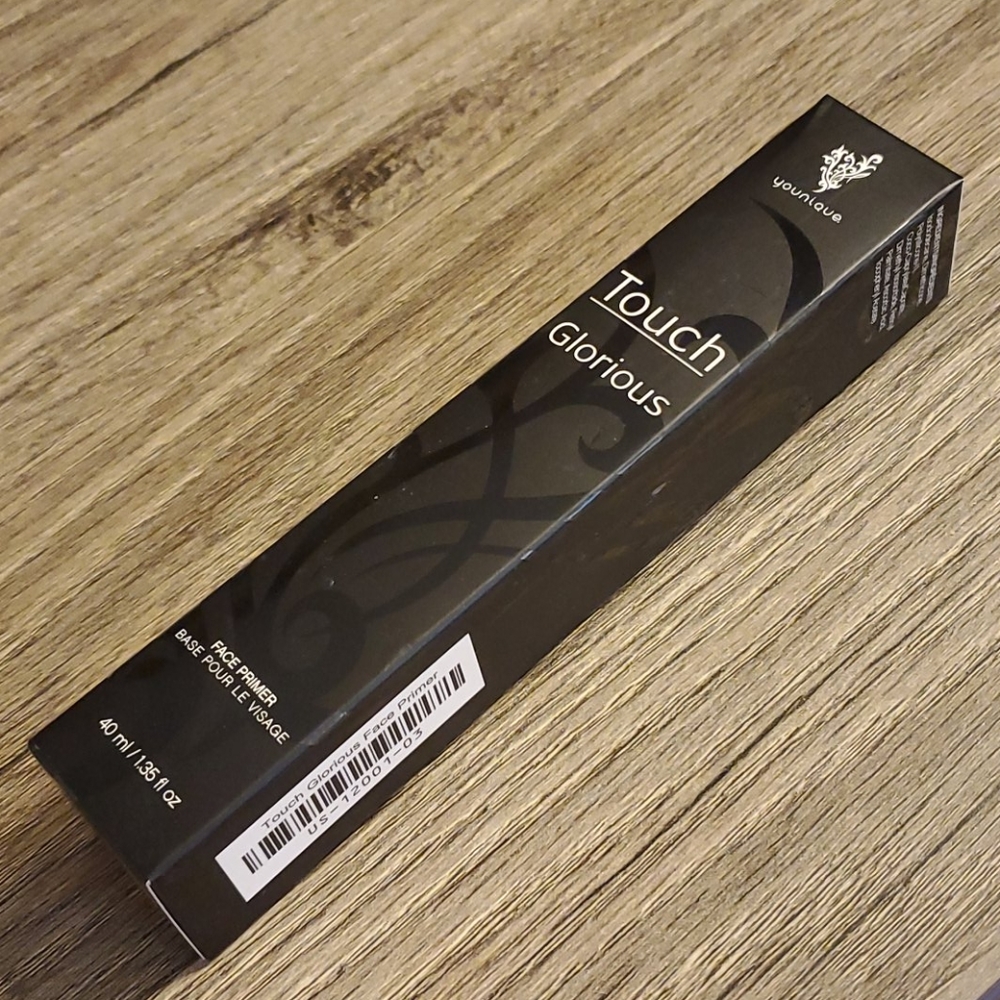 younique
Touch
Glorious
FACE PRIMER
BASE POUR LE VISAGE
40 ml / 1.35 fl oz
Touch Glorious Face Primer
US-12001-03